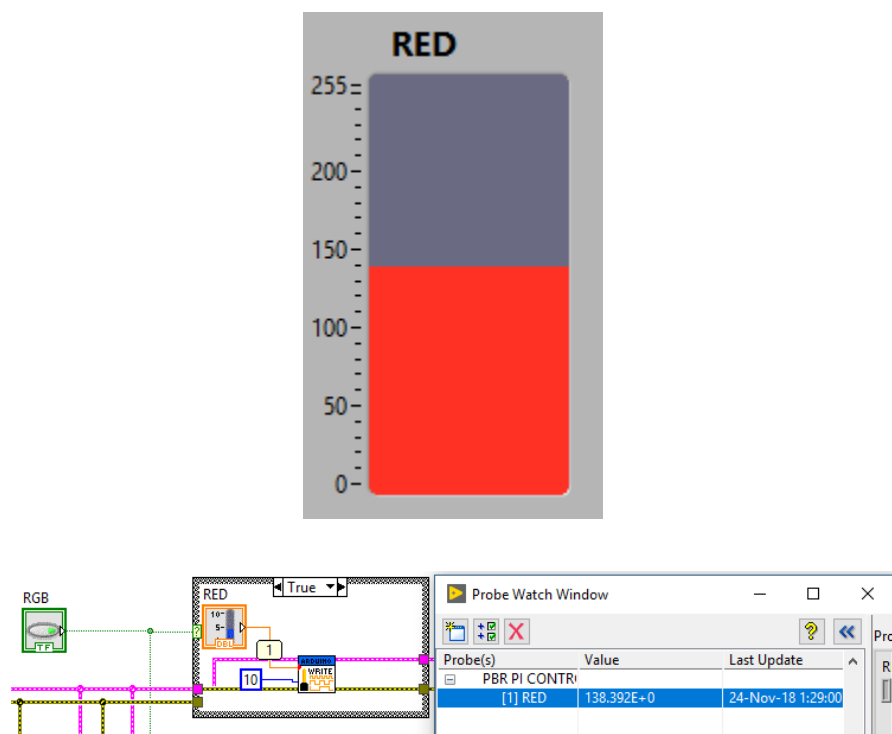 RED
255
200
150
100
50
0
RGB
TF
RED
True
10-
5-
DBL
?
1
10
ARDUINO
WRITE
Probe Watch Window
Probe(s) Value Last Update
PBR PI CONTR
[1] RED 138.392E+0 24-Nov-18 1:29:00
Pro
R